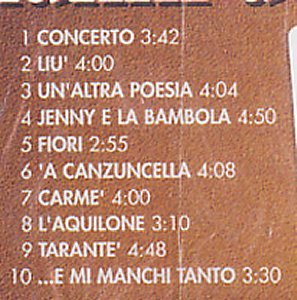 1 CONCERTO 3:42
2 LIU' 4:00
3 UN'ALTRA POESIA 4:04
4 JENNY E LA BAMBOLA 4:50
5 FIORI 2:55
6 'A CANZUNCELLA 4:08
7 CARME' 4:00
8 L'AQUILONE 3:10
9 TARANTE' 4:48
10 ...E MI MANCHI TANTO 3:30